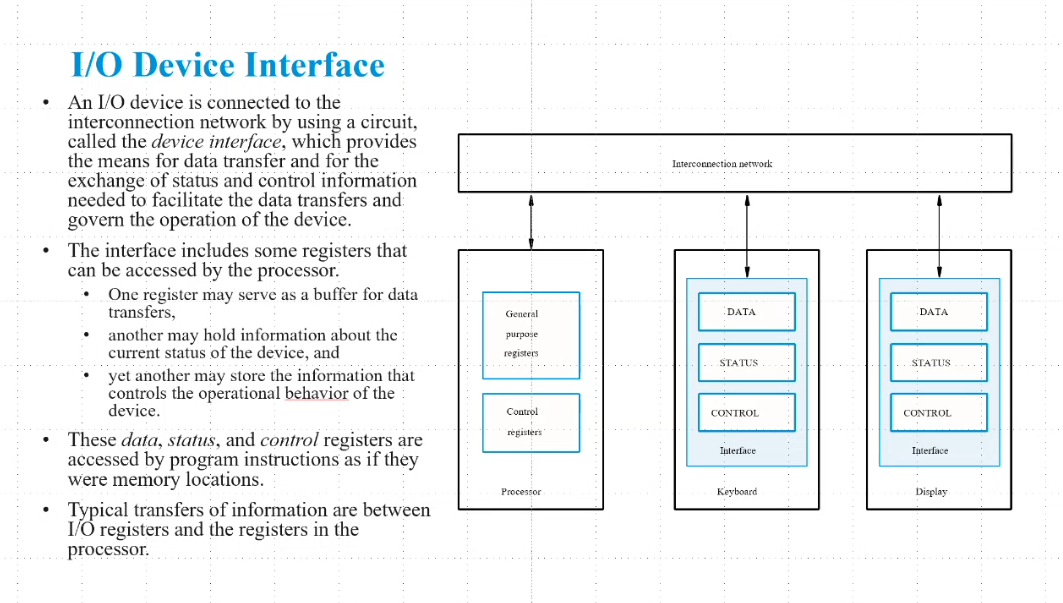 I/O Device Interface
• An I/O device is connected to the
interconnection network by using a circuit,
called the device interface, which provides
the means for data transfer and for the
exchange of status and control information
needed to facilitate the data transfers and
govern the operation of the device.
• The interface includes some registers that
can be accessed by the processor.
• One register may serve as a buffer for data
transfers,
• another may hold information about the
current status of the device, and
• yet another may store the information that
controls the operational behavior of the
device.
• These data, status, and control registers are
accessed by program instructions as if they
were memory locations.
• Typical transfers of information are between
I/O registers and the registers in the
processor.
Interconnection network
General
purpose
registers
Control
registers
Processor
DATA
STATUS
CONTROL
Interface
Keyboard
DATA
STATUS
CONTROL
Interface
Display